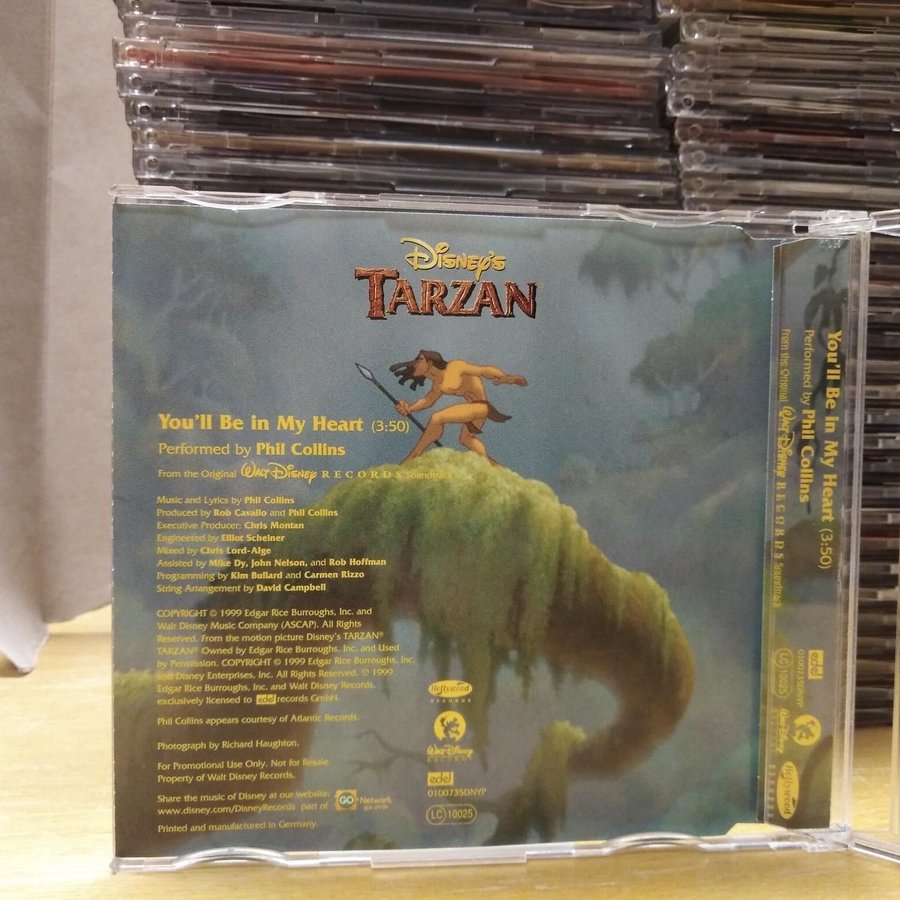 DISNEY'S
TARZAN
You'll Be in My Heart (3:50)
Performed by Phil Collins
From the Original WALT DISNEY RECORDS Soundtrack
Music and Lyrics by Phil Collins
Produced by Rob Cavallo and Phil Collins
Executive Producer: Chris Montan
Engineered by Elliot Scheiner
Mixed by Chris Lord-Alge
Assisted by Mike Dy, John Nelson, and Rob Hoffman
Programming by Kim Bullard and Carmen Rizzo
String Arrangement by David Campbell
COPYRIGHT © 1999 Edgar Rice Burroughs, Inc. and
Walt Disney Music Company (ASCAP). All Rights
Reserved. From the motion picture Disney's TARZAN®
TARZAN® Owned by Edgar Rice Burroughs, Inc. and Used
by Permission. COPYRIGHT © 1999 Edgar Rice Burroughs, Inc.
and Disney Enterprises, Inc. All Rights Reserved. ℗ 1999
Edgar Rice Burroughs, Inc. and Walt Disney Records.
exclusively licensed to edel records GmbH.
Phil Collins appears courtesy of Atlantic Records.
Photograph by Richard Haughton.
For Promotional Use Only. Not for Resale.
Property of Walt Disney Records.
Share the music of Disney at our website:
www.disney.com/DisneyRecords part of GO Network
go.com
Printed and manufactured in Germany.
Hollywood
RECORDS
WALT DISNEY
RECORDS
edel
0100735DNYP
LC 10025
You'll Be in My Heart (3:50)
Performed by Phil Collins
From the Original WALT DISNEY RECORDS Soundtrack
edel
0100735DNYP
LC 10025
WALT DISNEY
RECORDS
Hollywood
RECORDS